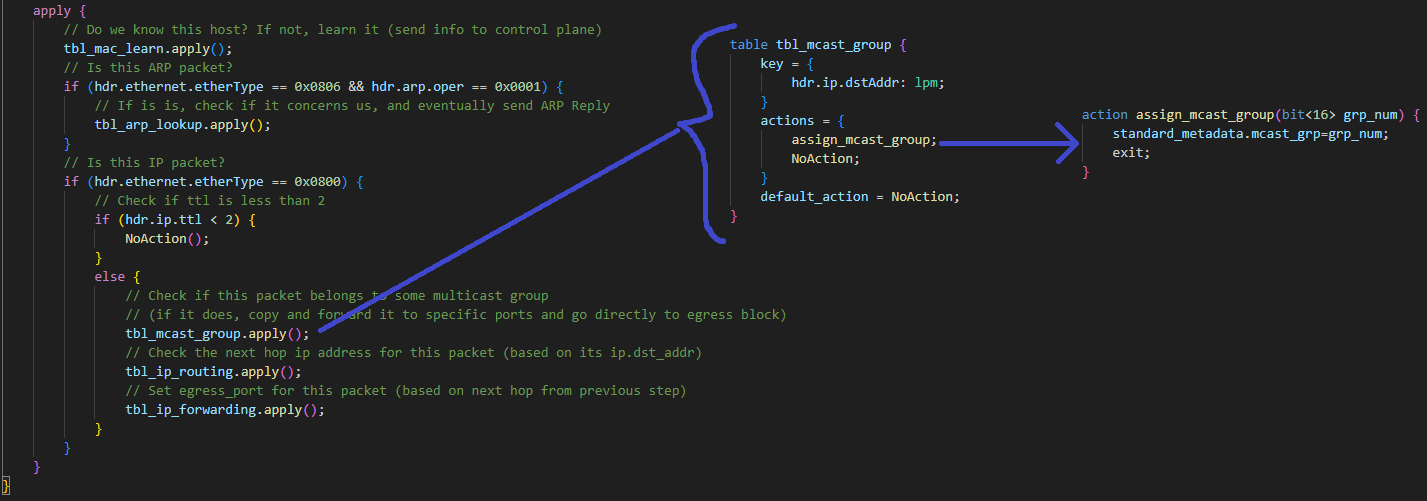 apply {
// Do we know this host? If not, learn it (send info to control plane)
tbl_mac_learn.apply();
// Is this ARP packet?
if (hdr.ethernet.etherType == 0x0806 && hdr.arp.oper == 0x0001) {
// If is is, check if it concerns us, and eventually send ARP Reply
tbl_arp_lookup.apply();
}
// Is this IP packet?
if (hdr.ethernet.etherType == 0x0800) {
// Check if ttl is less than 2
if (hdr.ip.ttl < 2) {
NoAction();
}
else {
// Check if this packet belongs to some multicast group
// (if it does, copy and forward it to specific ports and go directly to egress block)
tbl_mcast_group.apply();
// Check the next hop ip address for this packet (based on its ip.dst_addr)
tbl_ip_routing.apply();
// Set egress_port for this packet (based on next hop from previous step)
tbl_ip_forwarding.apply();
}
}
}
}
table tbl_mcast_group {
key = {
hdr.ip.dstAddr: lpm;
}
actions = {
assign_mcast_group;
NoAction;
}
default_action = NoAction;
}
action assign_mcast_group(bit<16> grp_num) {
standard_metadata.mcast_grp=grp_num;
exit;
}